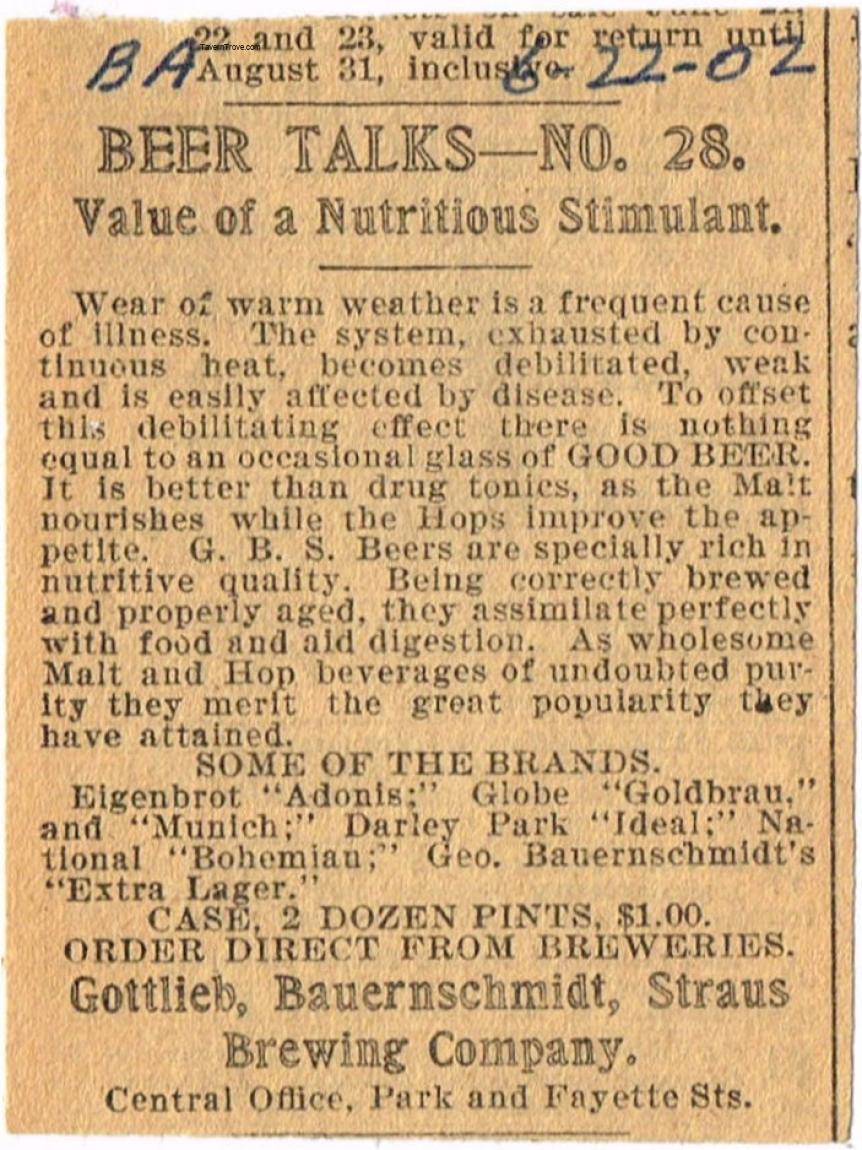 22 and 23, valid for return until
TavernTrove.com
BA August 31, inclusive. 6-22-02
BEER TALKS—NO. 28.
Value of a Nutritious Stimulant.
Wear of warm weather is a frequent cause
of illness. The system, exhausted by con-
tinuous heat, becomes debilitated, weak
and is easily affected by disease. To offset
this debilitating effect there is nothing
equal to an occasional glass of GOOD BEER.
It is better than drug tonics, as the Malt
nourishes while the Hops improve the ap-
petite. G. B. S. Beers are specially rich in
nutritive quality. Being correctly brewed
and properly aged, they assimilate perfectly
with food and aid digestion. As wholesome
Malt and Hop beverages of undoubted pur-
ity they merit the great popularity they
have attained.
SOME OF THE BRANDS.
Eigenbrot "Adonis;" Globe "Goldbrau,"
and "Munich;" Darley Park "Ideal;" Na-
tional "Bohemian;" Geo. Bauernschmidt's
"Extra Lager."
CASE, 2 DOZEN PINTS, $1.00.
ORDER DIRECT FROM BREWERIES.
Gottlieb, Bauernschmidt, Straus
Brewing Company.
Central Office, Park and Fayette Sts.